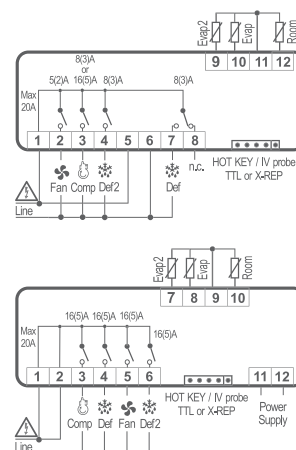 Evap2
Evap
Room
8(3)A
or
5(2)A 16(5)A 8(3)A
8(3)A
9 10 11 12
Max
20A
1 2 3 4 5 6 7 8
n.c.
HOT KEY / IV probe
TTL or X-REP
Fan Comp Def2
Def
Line
Evap2
Evap
Room
7 8 9 10
16(5)A 16(5)A 16(5)A
16(5)A
Max
20A
1 2 3 4 5 6
11 12
HOT KEY / IV probe
TTL or X-REP
Power
Supply
Comp Def Fan Def2
Line